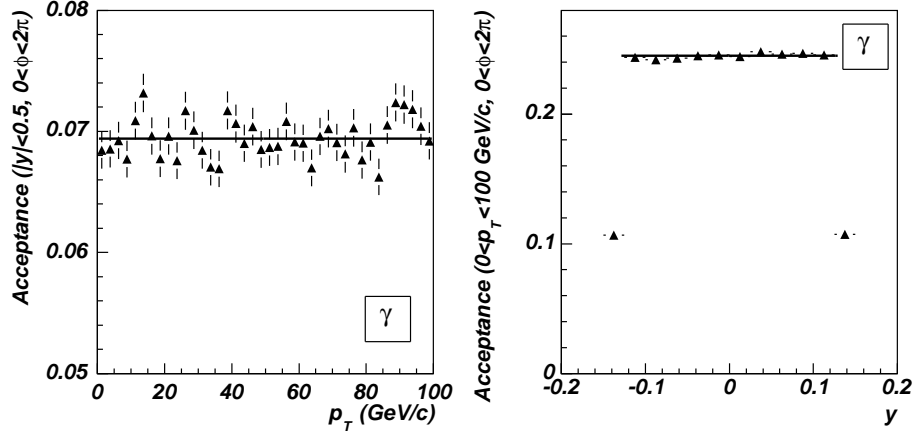 Acceptance (|y|<0.5, 0<ϕ<2π)
0.08
0.07
0.06
0.05
γ
0 20 40 60 80 100
p_T (GeV/c)
Acceptance (0<p_T<100 GeV/c, 0<ϕ<2π)
0.2
0.1
0
γ
-0.2 -0.1 0 0.1 0.2
y